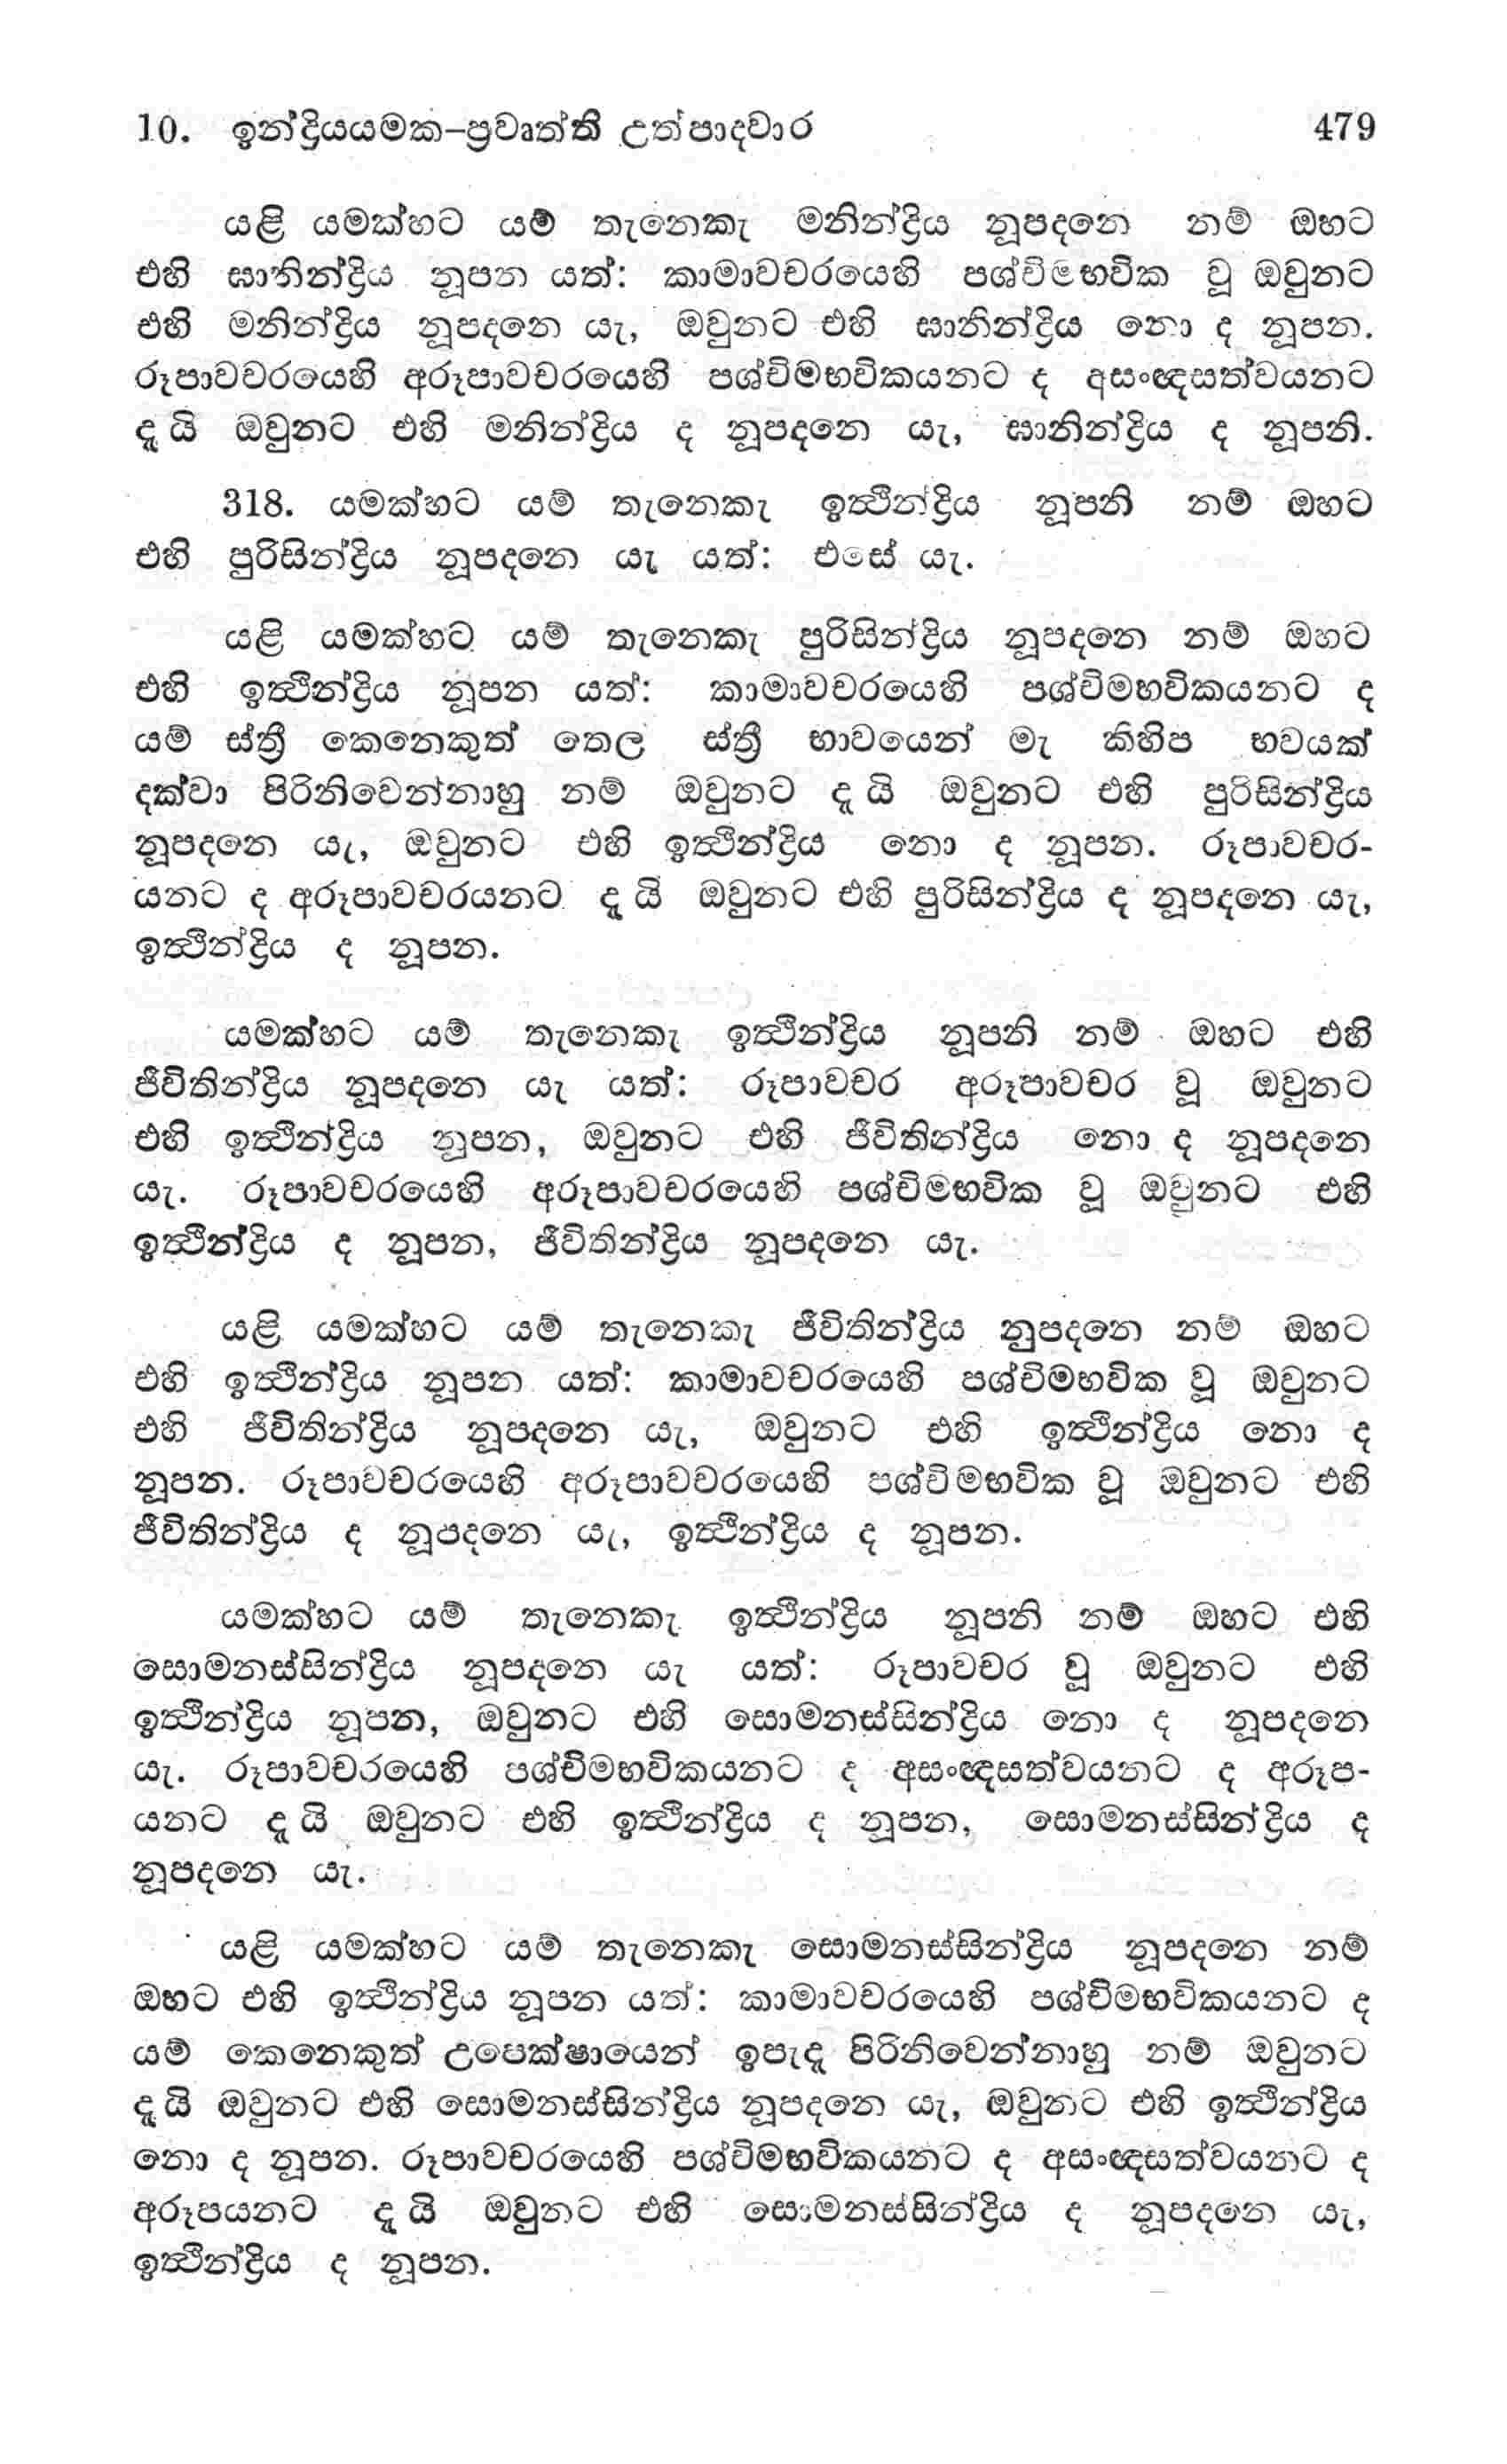 10. ඉන්ද්‍රියයමක-ප්‍රවෘත්ති උත්පාදවාර 479
යළි යමක්හට යම් තැනෙකැ මනින්ද්‍රිය නූපදනෙ නම් ඔහට
එහි ඝානින්ද්‍රිය නූපන යත්: කාමාවචරයෙහි පශ්චිමභවික වූ ඔවුනට
එහි මනින්ද්‍රිය නූපදනෙ යැ, ඔවුනට එහි ඝානින්ද්‍රිය නො ද නූපන.
රූපාවචරයෙහි අරූපාවචරයෙහි පශ්චිමභවිකයනට ද අසංඥසත්වයනට
දැ යි ඔවුනට එහි මනින්ද්‍රිය ද නූපදනෙ යැ, ඝානින්ද්‍රිය ද නූපනි.
318. යමක්හට යම් තැනෙකැ ඉත්ථින්ද්‍රිය නූපනි නම් ඔහට
එහි පුරිසින්ද්‍රිය නූපදනෙ යැ යත්: එසේ යැ.
යළි යමක්හට යම් තැනෙකැ පුරිසින්ද්‍රිය නූපදනෙ නම් ඔහට
එහි ඉත්ථින්ද්‍රිය නූපන යත්: කාමාවචරයෙහි පශ්චිමභවිකයනට ද
යම් ස්ත්‍රී කෙනෙකුත් තෙල ස්ත්‍රී භාවයෙන් මැ කිහිප භවයක්
දක්වා පිරිනිවෙන්නාහු නම් ඔවුනට දැ යි ඔවුනට එහි පුරිසින්ද්‍රිය
නූපදනෙ යැ, ඔවුනට එහි ඉත්ථින්ද්‍රිය නො ද නූපන. රූපාවචර-
යනට ද අරූපාවචරයනට දැ යි ඔවුනට එහි පුරිසින්ද්‍රිය ද නූපදනෙ යැ,
ඉත්ථින්ද්‍රිය ද නූපන.
යමක්හට යම් තැනෙකැ ඉත්ථින්ද්‍රිය නූපනි නම් ඔහට එහි
ජීවිතින්ද්‍රිය නූපදනෙ යැ යත්: රූපාවචර අරූපාවචර වූ ඔවුනට
එහි ඉත්ථින්ද්‍රිය නූපන, ඔවුනට එහි ජීවිතින්ද්‍රිය නො ද නූපදනෙ
යැ. රූපාවචරයෙහි අරූපාවචරයෙහි පශ්චිමභවික වූ ඔවුනට එහි
ඉත්ථින්ද්‍රිය ද නූපන, ජීවිතින්ද්‍රිය නූපදනෙ යැ.
යළි යමක්හට යම් තැනෙකැ ජීවිතින්ද්‍රිය නුපදනෙ නම් ඔහට
එහි ඉත්ථින්ද්‍රිය නූපන යත්: කාමාවචරයෙහි පශ්චිමභවික වූ ඔවුනට
එහි ජීවිතින්ද්‍රිය නූපදනෙ යැ, ඔවුනට එහි ඉත්ථින්ද්‍රිය නො ද
නූපන. රූපාවචරයෙහි අරූපාවචරයෙහි පශ්චිමභවික වූ ඔවුනට එහි
ජීවිතින්ද්‍රිය ද නූපදනෙ යැ, ඉත්ථින්ද්‍රිය ද නූපන.
යමක්හට යම් තැනෙකැ ඉත්ථින්ද්‍රිය නූපනි නම් ඔහට එහි
සොමනස්සින්ද්‍රිය නූපදනෙ යැ යත්: රූපාවචර වූ ඔවුනට එහි
ඉත්ථින්ද්‍රිය නූපන, ඔවුනට එහි සොමනස්සින්ද්‍රිය නො ද නූපදනෙ
යැ. රූපාවචරයෙහි පශ්චිමභවිකයනට ද අසංඥසත්වයනට ද අරූප-
යනට දැ යි ඔවුනට එහි ඉත්ථින්ද්‍රිය ද නූපන, සොමනස්සින්ද්‍රිය ද
නූපදනෙ යැ.
යළි යමක්හට යම් තැනෙකැ සොමනස්සින්ද්‍රිය නූපදනෙ නම්
ඔහට එහි ඉත්ථින්ද්‍රිය නූපන යත්: කාමාවචරයෙහි පශ්චිමභවිකයනට ද
යම් කෙනෙකුත් උපෙක්ෂායෙන් ඉපැදැ පිරිනිවෙන්නාහු නම් ඔවුනට
දැ යි ඔවුනට එහි සොමනස්සින්ද්‍රිය නූපදනෙ යැ, ඔවුනට එහි ඉත්ථින්ද්‍රිය
නො ද නූපන. රූපාවචරයෙහි පශ්චිමභවිකයනට ද අසංඥසත්වයනට ද
අරූපයනට දැ යි ඔවුනට එහි සොමනස්සින්ද්‍රිය ද නූපදනෙ යැ,
ඉත්ථින්ද්‍රිය ද නූපන.